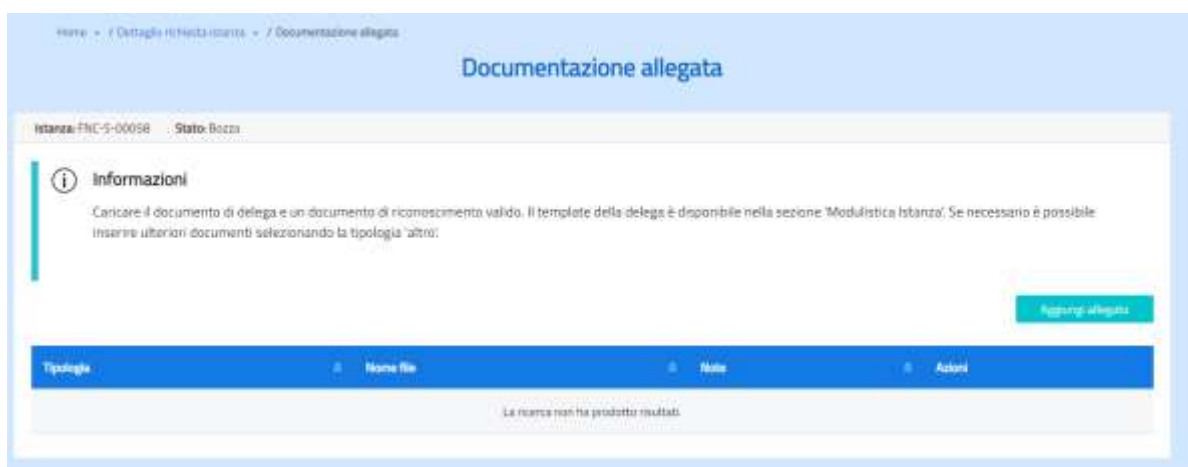 Home / Dettaglio richiesta istanza / Documentazione allegata
Documentazione allegata
Istanza: FNC-S-00058 Stato: Bozza
Informazioni
Caricare il documento di delega e un documento di riconoscimento valido. Il template della delega è disponibile nella sezione 'Modulistica Istanza'. Se necessario è possibile
inserire ulteriori documenti selezionando la tipologia 'altro'.
Aggiungi allegato
Tipologia Nome file Note Azioni
La ricerca non ha prodotto risultati.